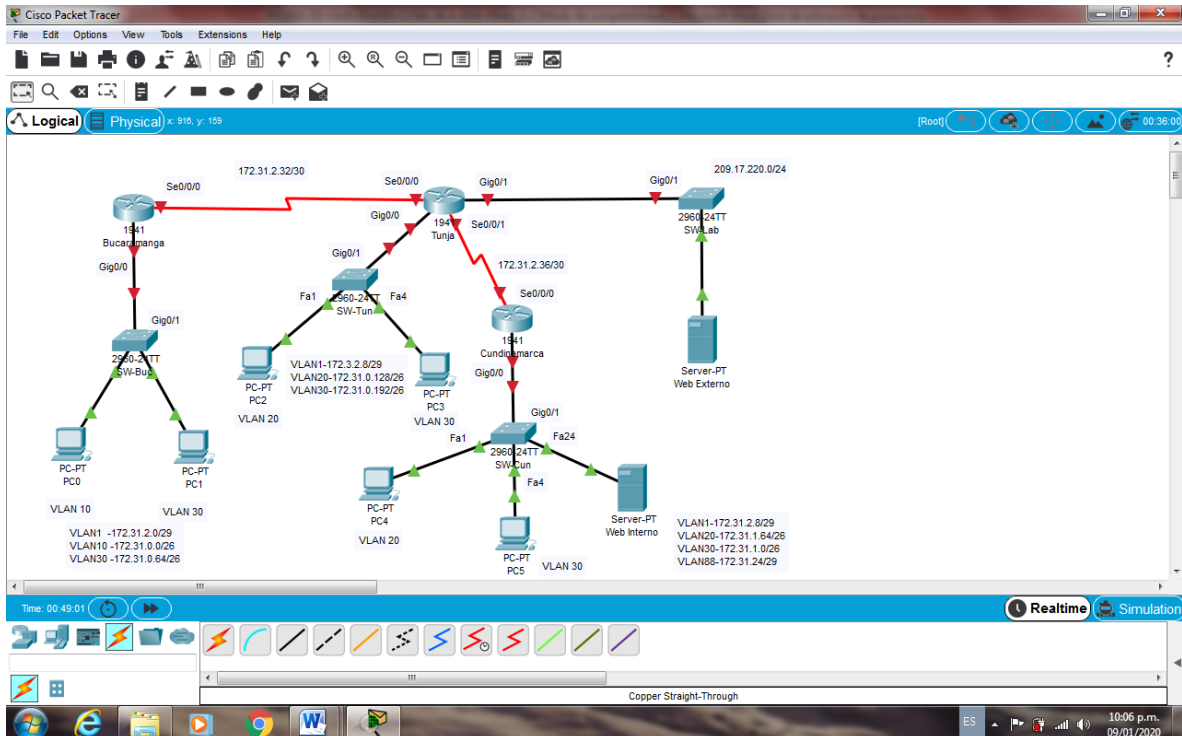 Cisco Packet Tracer
File Edit Options View Tools Extensions Help
?
Logical Physical x: 916, y: 159 [Root] 00:36:00
172.31.2.32/30
Se0/0/0
1941
Bucaramanga
Gig0/0
Gig0/1
2960-24TT
SW-Buc
PC-PT
PC0
PC-PT
PC1
VLAN 10
VLAN 30
VLAN1 -172.31.2.0/29
VLAN10 -172.31.0.0/26
VLAN30 -172.31.0.64/26
Se0/0/0
Gig0/1
Gig0/0
1941
Tunja
Se0/0/1
Gig0/1
2960-24TT
SW-Tun
Fa1
Fa4
PC-PT
PC2
VLAN 20
VLAN1-172.3.2.8/29
VLAN20-172.31.0.128/26
VLAN30-172.31.0.192/26
PC-PT
PC3
VLAN 30
172.31.2.36/30
Se0/0/0
1941
Cundinamarca
Gig0/0
Gig0/1
2960-24TT
SW-Cun
Fa1
Fa24
Fa4
PC-PT
PC4
VLAN 20
PC-PT
PC5
VLAN 30
Server-PT
Web Interno
VLAN1-172.31.2.8/29
VLAN20-172.31.1.64/26
VLAN30-172.31.1.0/26
VLAN88-172.31.24/29
209.17.220.0/24
Gig0/1
2960-24TT
SW-Lab
Server-PT
Web Externo
Time: 00:49:01
Realtime Simulation
Copper Straight-Through
ES
10:06 p.m.
09/01/2020